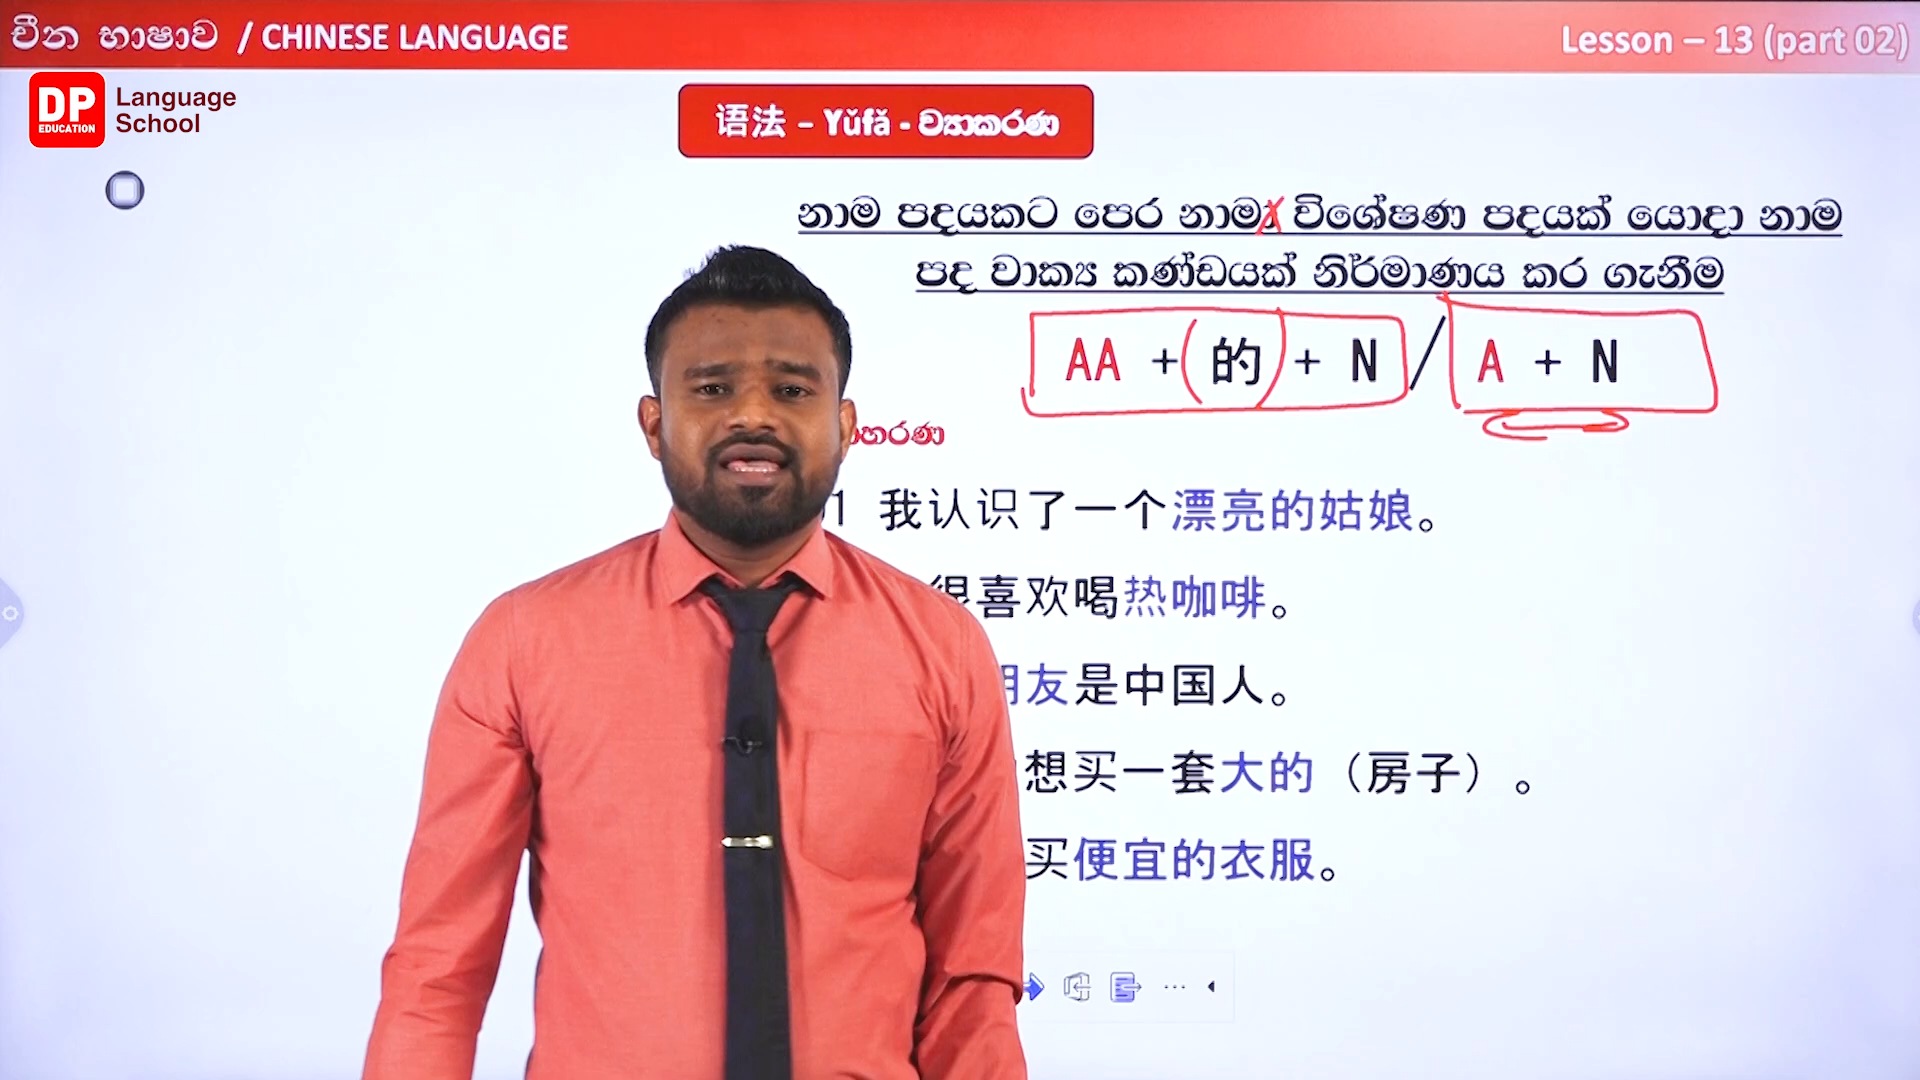 චීන භාෂාව / CHINESE LANGUAGE
Lesson – 13 (part 02)
DP
EDUCATION
Language
School
语法 – Yǔfǎ - ව්‍යාකරණ
නාම පදයකට පෙර නාමා විශේෂණ පදයක් යොදා නාම
පද වාක්‍ය කණ්ඩයක් නිර්මාණය කර ගැනීම
AA + (的) + N / A + N
1 我认识了一个漂亮的姑娘。
很喜欢喝热咖啡。
友是中国人。
想买一套大的（房子）。
买便宜的衣服。